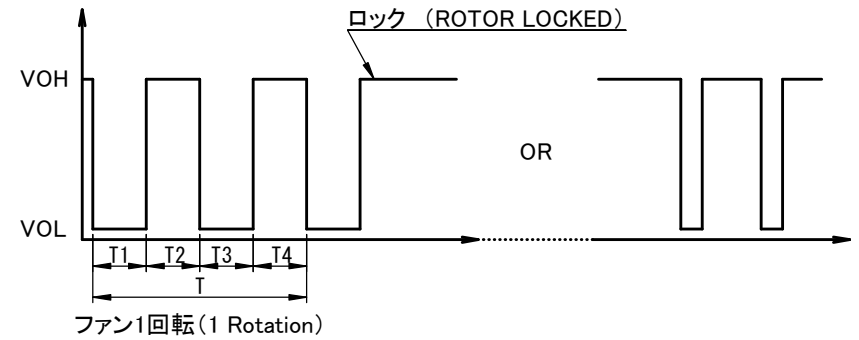 ロック （ROTOR LOCKED）
VOH
OR
VOL
T1 T2 T3 T4
T
ファン1回転(1 Rotation)